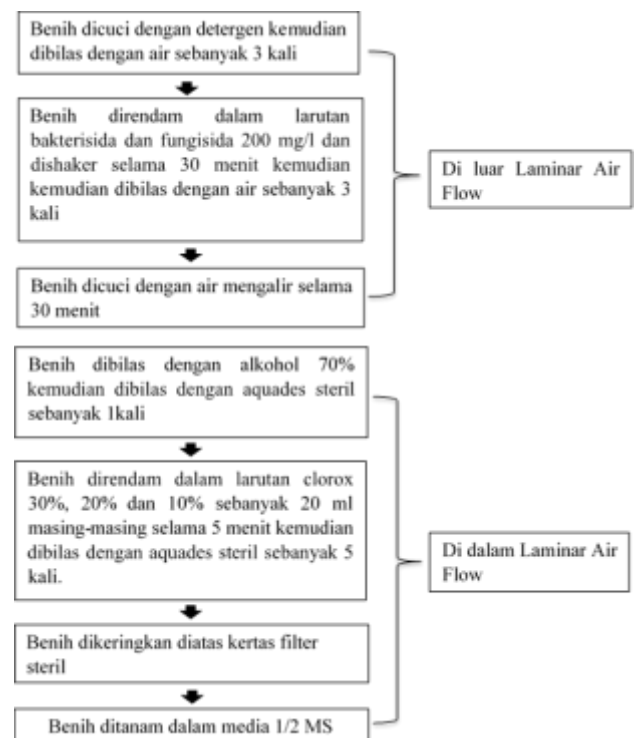 Benih dicuci dengan detergen kemudian
dibilas dengan air sebanyak 3 kali
Benih direndam dalam larutan
bakterisida dan fungisida 200 mg/l dan
dishaker selama 30 menit kemudian
kemudian dibilas dengan air sebanyak 3
kali
Di luar Laminar Air
Flow
Benih dicuci dengan air mengalir selama
30 menit
Benih dibilas dengan alkohol 70%
kemudian dibilas dengan aquades steril
sebanyak 1kali
Benih direndam dalam larutan clorox
30%, 20% dan 10% sebanyak 20 ml
masing-masing selama 5 menit kemudian
dibilas dengan aquades steril sebanyak 5
kali.
Di dalam Laminar Air
Flow
Benih dikeringkan diatas kertas filter
steril
Benih ditanam dalam media 1/2 MS